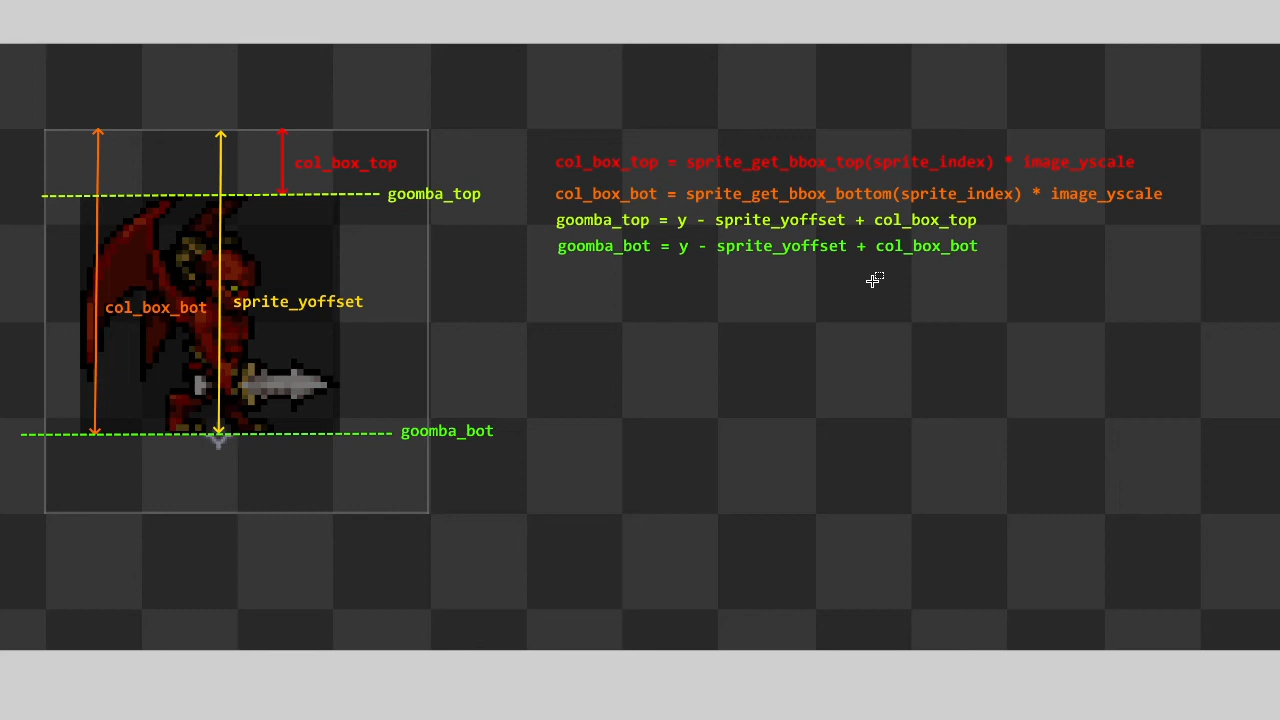 col_box_top
goomba_top
col_box_bot
sprite_yoffset
goomba_bot
col_box_top = sprite_get_bbox_top(sprite_index) * image_yscale
col_box_bot = sprite_get_bbox_bottom(sprite_index) * image_yscale
goomba_top = y - sprite_yoffset + col_box_top
goomba_bot = y - sprite_yoffset + col_box_bot